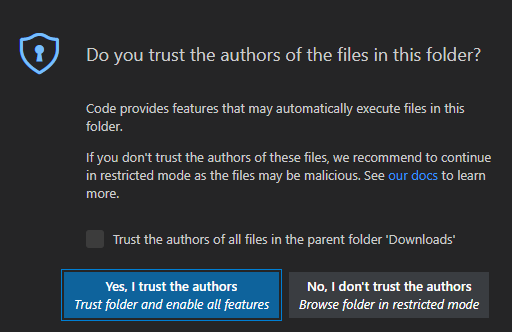 Do you trust the authors of the files in this folder?
Code provides features that may automatically execute files in this
folder.
If you don't trust the authors of these files, we recommend to continue
in restricted mode as the files may be malicious. See our docs to learn
more.
Trust the authors of all files in the parent folder 'Downloads'
Yes, I trust the authors
Trust folder and enable all features
No, I don't trust the authors
Browse folder in restricted mode